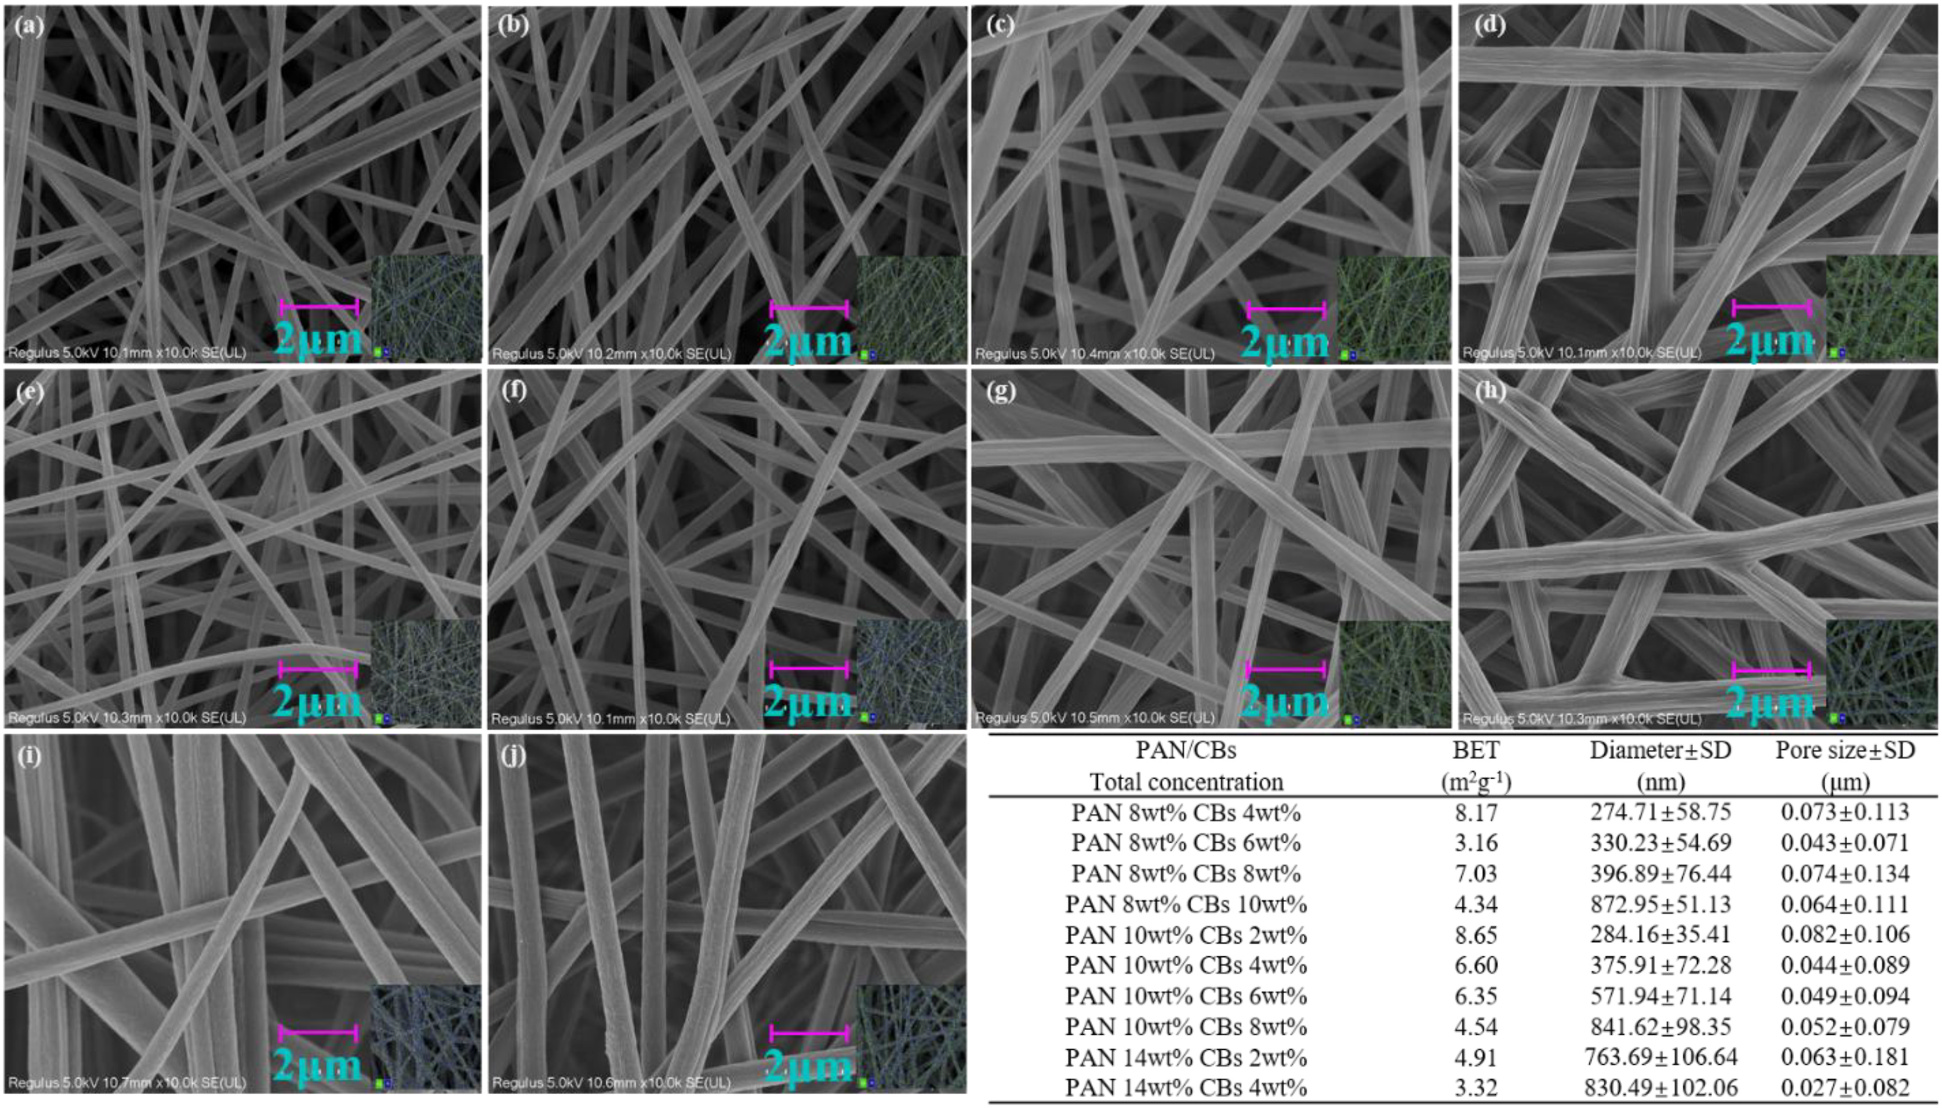 (a)
2μm
Regulus 5.0kV 10.1mm x10.0k SE(UL)
(b)
2μm
Regulus 5.0kV 10.2mm x10.0k SE(UL)
(c)
2μm
Regulus 5.0kV 10.4mm x10.0k SE(UL)
(d)
2μm
Regulus 5.0kV 10.1mm x10.0k SE(UL)
(e)
2μm
Regulus 5.0kV 10.3mm x10.0k SE(UL)
(f)
2μm
Regulus 5.0kV 10.1mm x10.0k SE(UL)
(g)
2μm
Regulus 5.0kV 10.5mm x10.0k SE(UL)
(h)
2μm
Regulus 5.0kV 10.3mm x10.0k SE(UL)
(i)
2μm
Regulus 5.0kV 10.7mm x10.0k SE(UL)
(j)
2μm
Regulus 5.0kV 10.6mm x10.0k SE(UL)
PAN/CBs BET Diameter±SD Pore size±SD
Total concentration (m²g⁻¹) (nm) (μm)
PAN 8wt% CBs 4wt% 8.17 274.71±58.75 0.073±0.113
PAN 8wt% CBs 6wt% 3.16 330.23±54.69 0.043±0.071
PAN 8wt% CBs 8wt% 7.03 396.89±76.44 0.074±0.134
PAN 8wt% CBs 10wt% 4.34 872.95±51.13 0.064±0.111
PAN 10wt% CBs 2wt% 8.65 284.16±35.41 0.082±0.106
PAN 10wt% CBs 4wt% 6.60 375.91±72.28 0.044±0.089
PAN 10wt% CBs 6wt% 6.35 571.94±71.14 0.049±0.094
PAN 10wt% CBs 8wt% 4.54 841.62±98.35 0.052±0.079
PAN 14wt% CBs 2wt% 4.91 763.69±106.64 0.063±0.181
PAN 14wt% CBs 4wt% 3.32 830.49±102.06 0.027±0.082